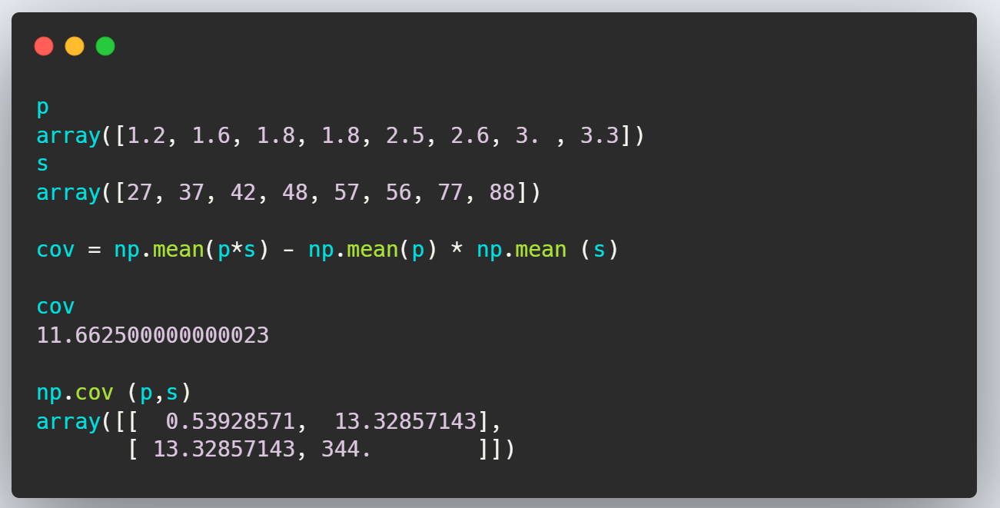 p
array([1.2, 1.6, 1.8, 1.8, 2.5, 2.6, 3. , 3.3])
s
array([27, 37, 42, 48, 57, 56, 77, 88])
cov = np.mean(p*s) - np.mean(p) * np.mean (s)
cov
11.662500000000023
np.cov (p,s)
array([[  0.53928571,  13.32857143],
       [ 13.32857143, 344.        ]])